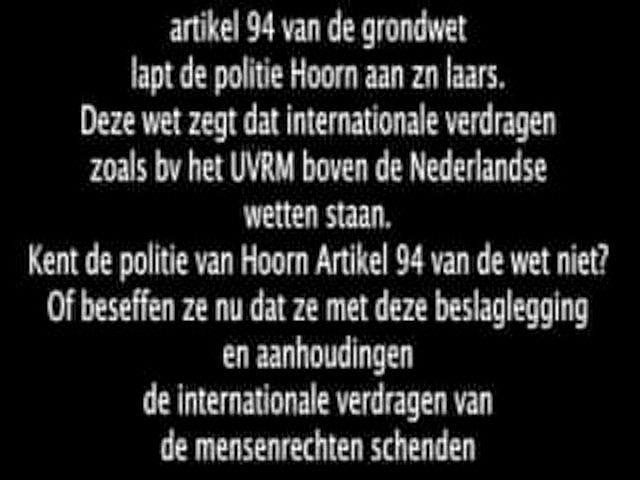 artikel 94 van de grondwet
lapt de politie Hoorn aan zn laars.
Deze wet zegt dat internationale verdragen
zoals bv het UVRM boven de Nederlandse
wetten staan.
Kent de politie van Hoorn Artikel 94 van de wet niet?
Of beseffen ze nu dat ze met deze beslaglegging
en aanhoudingen
de internationale verdragen van
de mensenrechten schenden